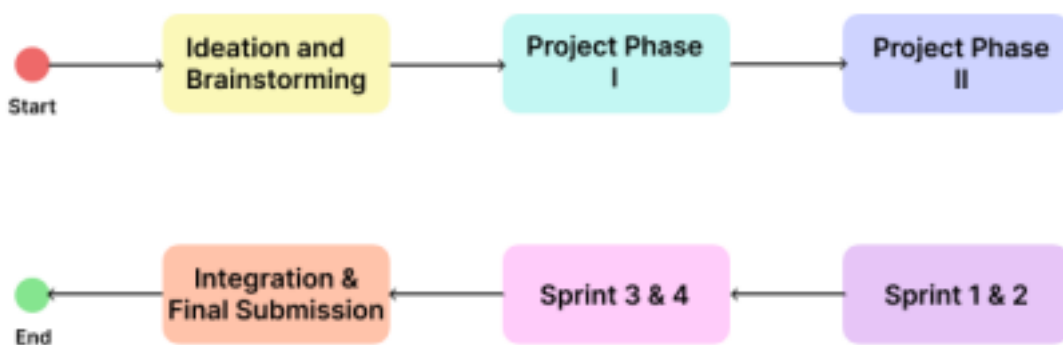 Start
Ideation and
Brainstorming
Project Phase
I
Project Phase
II
Sprint 1 & 2
Sprint 3 & 4
Integration &
Final Submission
End